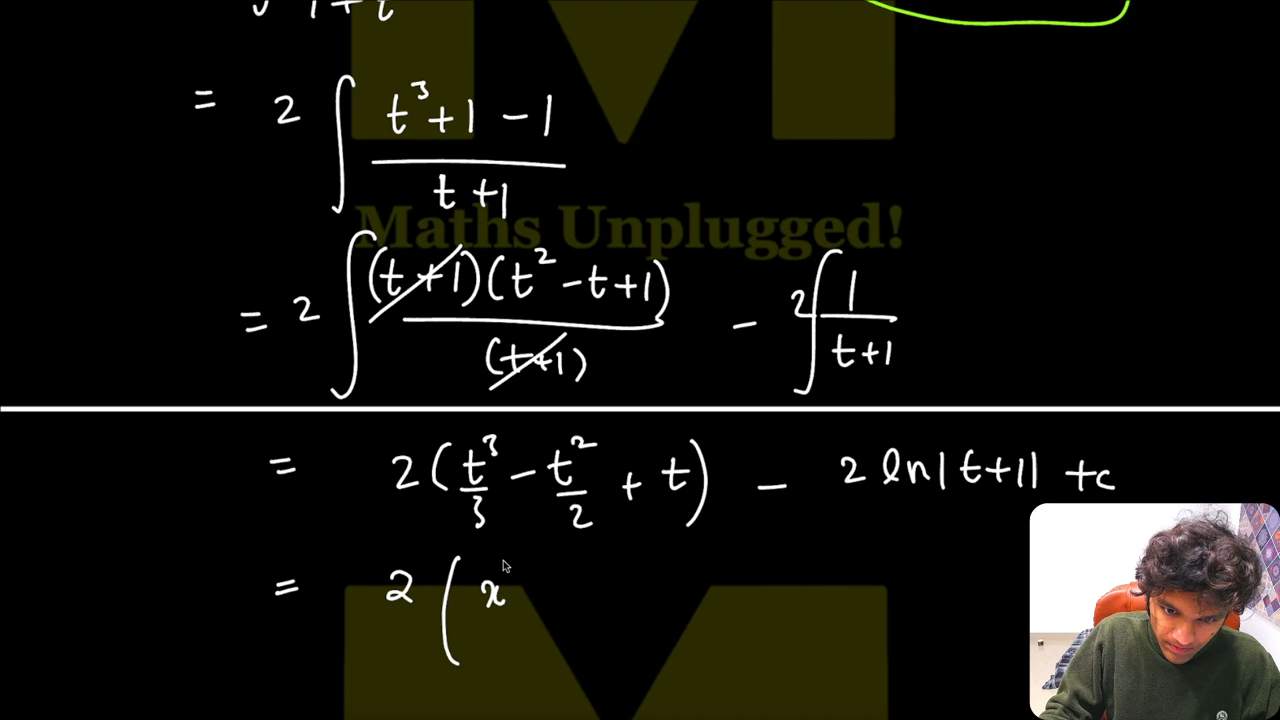 ∫ 1+t
= 2 ∫ t³+1-1 / t+1
Maths Unplugged!
= 2 ∫ (t+1)(t²-t+1) / (t+1) - 2∫ 1 / t+1
= 2(t³/3 - t²/2 + t) - 2 ln|t+1| +c
= 2 ( x